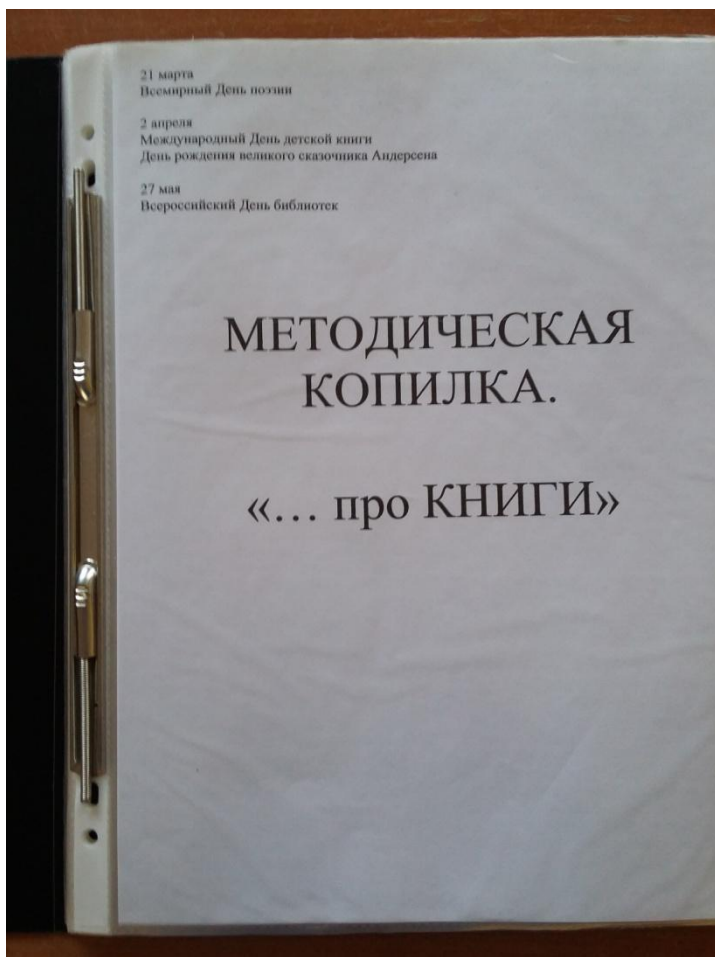 21 марта
Всемирный День поэзии
2 апреля
Международный День детской книги
День рождения великого сказочника Андерсена
27 мая
Всероссийский День библиотек
МЕТОДИЧЕСКАЯ
КОПИЛКА.
«... про КНИГИ»